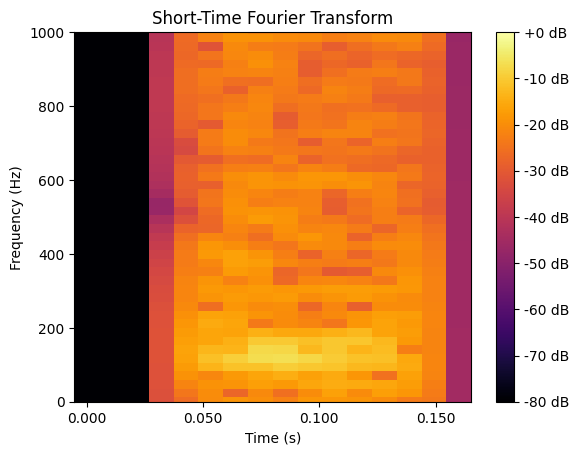 Short-Time Fourier Transform
1000
800
600
400
200
0
Frequency (Hz)
0.000
0.050
0.100
0.150
Time (s)
+0 dB
-10 dB
-20 dB
-30 dB
-40 dB
-50 dB
-60 dB
-70 dB
-80 dB